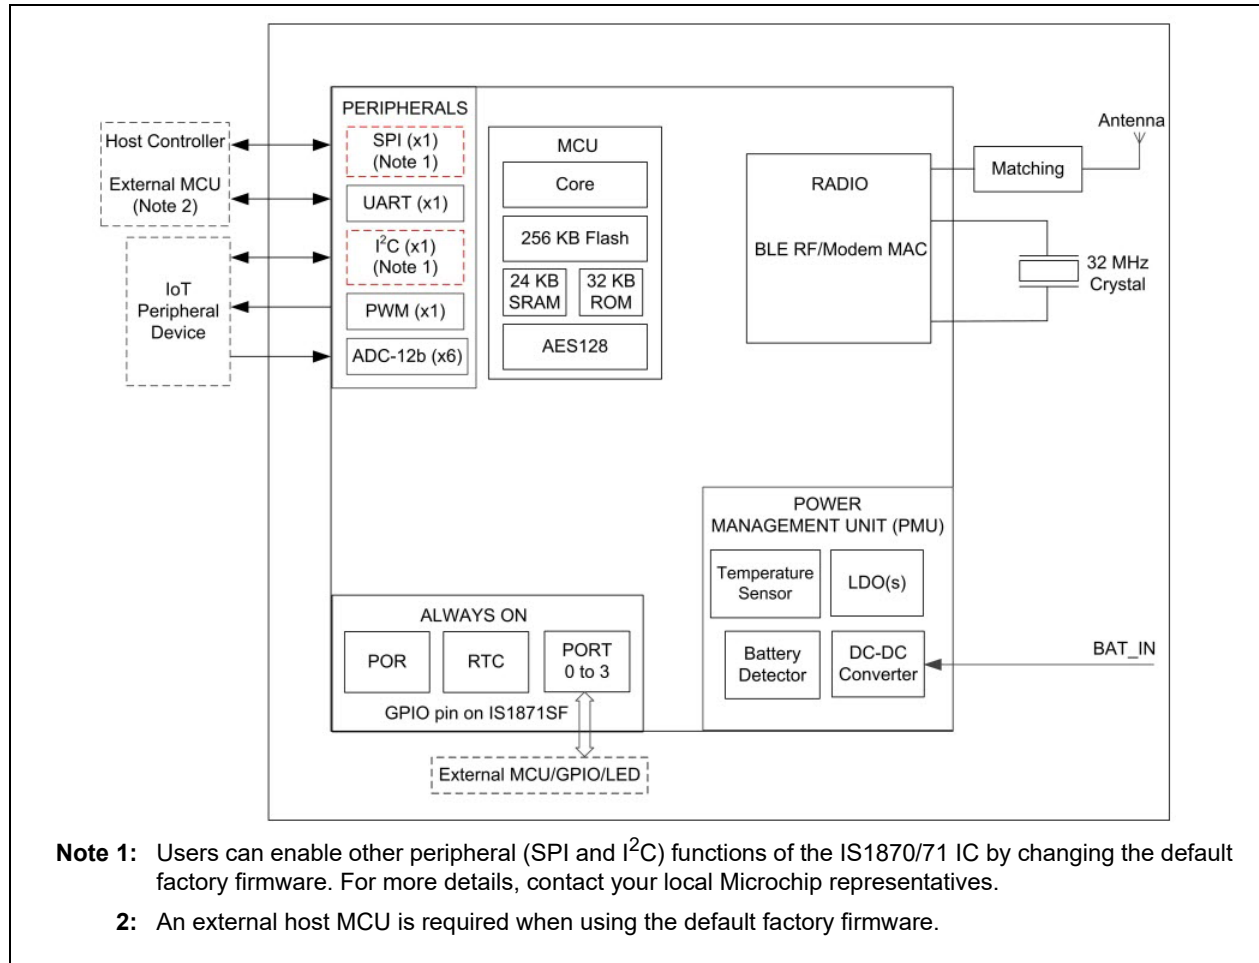 PERIPHERALS
Host Controller
External MCU
(Note 2)
SPI (x1)
(Note 1)
UART (x1)
I²C (x1)
(Note 1)
PWM (x1)
ADC-12b (x6)
IoT
Peripheral
Device
MCU
Core
256 KB Flash
24 KB
SRAM
32 KB
ROM
AES128
RADIO
BLE RF/Modem MAC
Matching
Antenna
32 MHz
Crystal
POWER
MANAGEMENT UNIT (PMU)
Temperature
Sensor
LDO(s)
Battery
Detector
DC-DC
Converter
BAT_IN
ALWAYS ON
POR
RTC
PORT
0 to 3
GPIO pin on IS1871SF
External MCU/GPIO/LED
Note 1: Users can enable other peripheral (SPI and I²C) functions of the IS1870/71 IC by changing the default
factory firmware. For more details, contact your local Microchip representatives.
2: An external host MCU is required when using the default factory firmware.